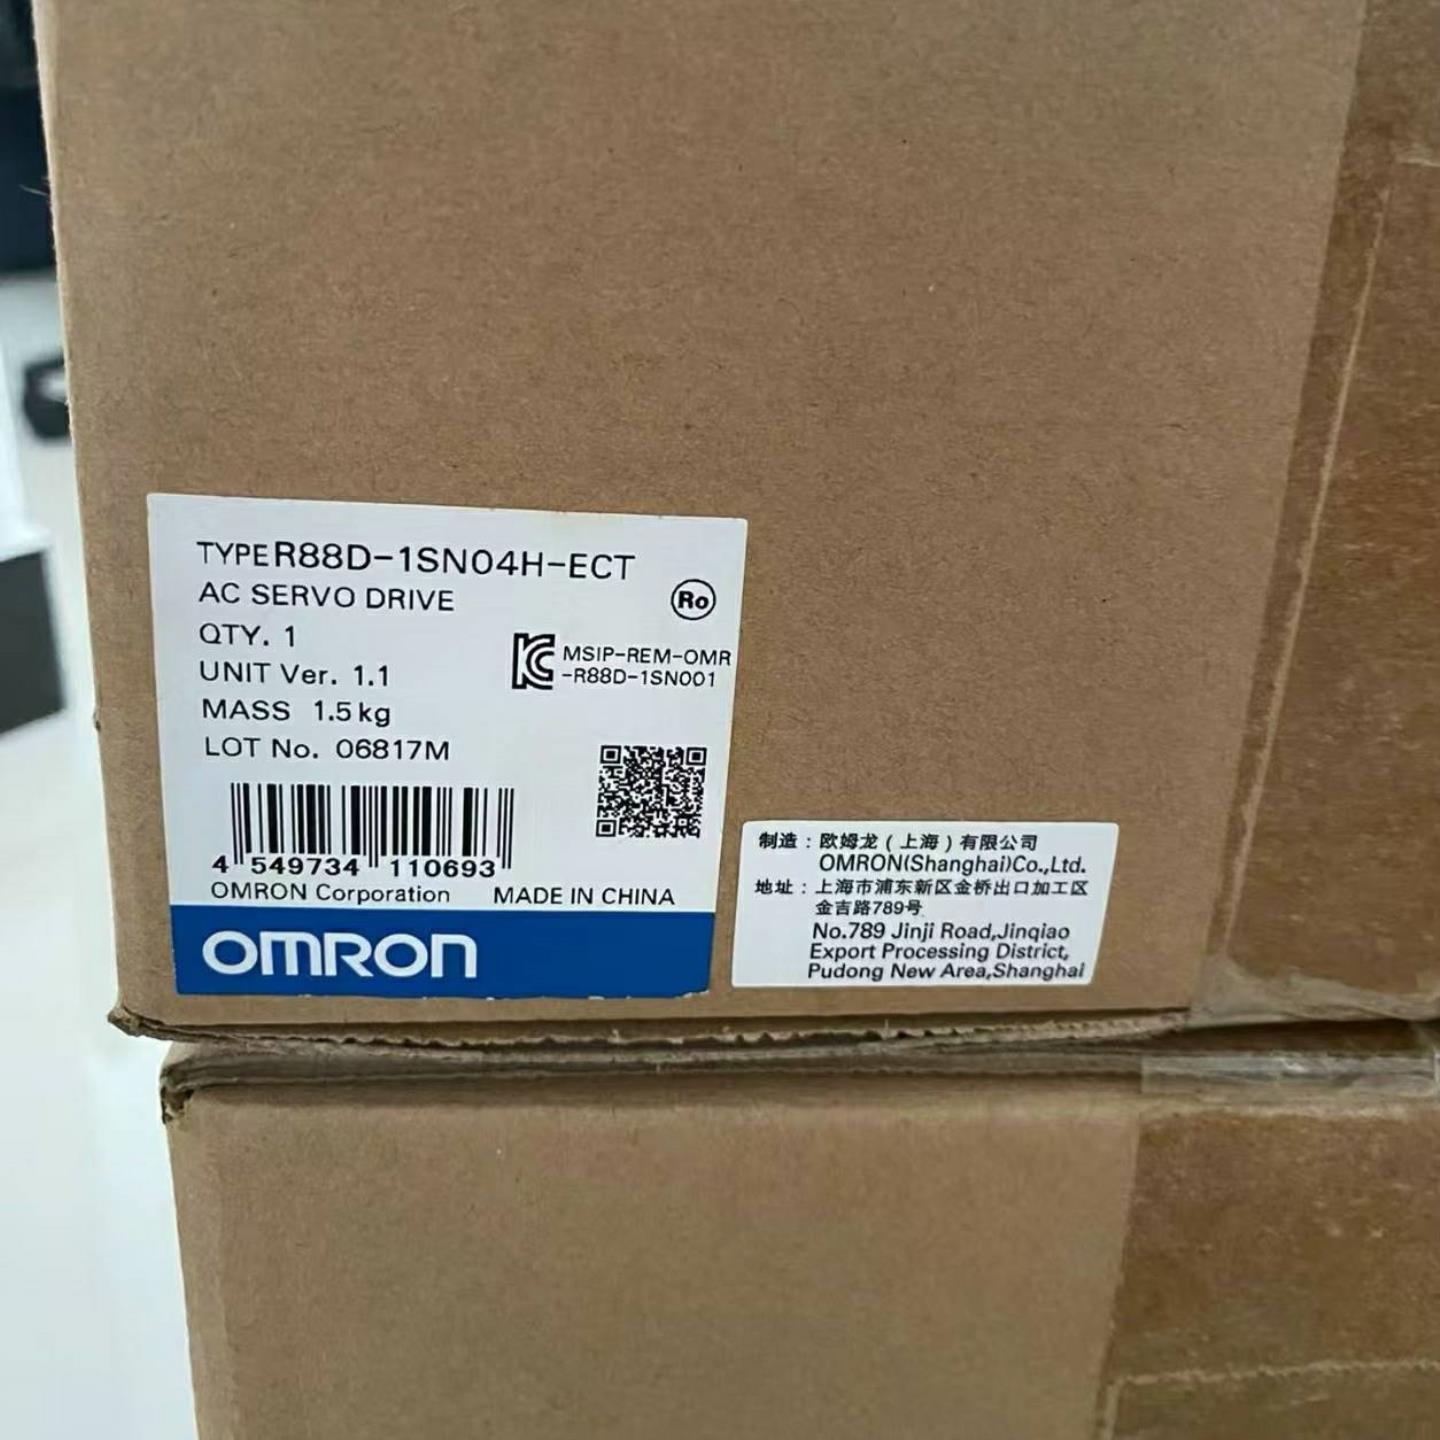 TYPE R88D-1SN04H-ECT
AC SERVO DRIVE
Ro
QTY. 1
UNIT Ver. 1.1
MSIP-REM-OMR
-R88D-1SN001
MASS 1.5kg
LOT No. 06817M
4 549734 110693
OMRON Corporation MADE IN CHINA
OMRON
制造：欧姆龙（上海）有限公司
OMRON(Shanghai)Co.,Ltd.
地址：上海市浦东新区金桥出口加工区
金吉路789号
No.789 Jinji Road,Jinqiao
Export Processing District,
Pudong New Area,Shanghai